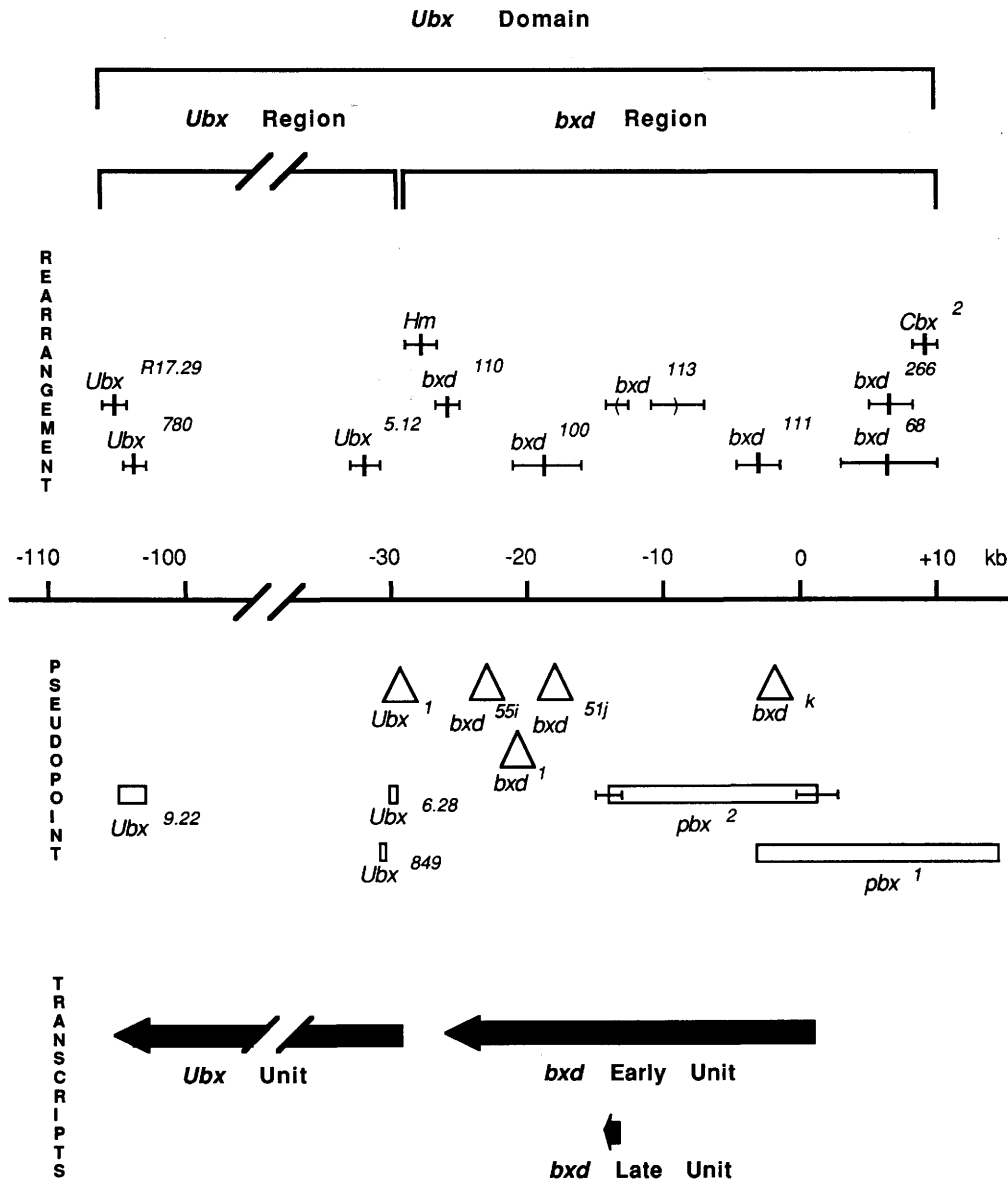 Ubx Domain
Ubx Region
bxd Region
REARRANGEMENT
Hm
Cbx 2
Ubx R17.29
bxd 110
bxd 113
bxd 266
Ubx 780
Ubx 5.12
bxd 100
bxd 111
bxd 68
-110 -100 -30 -20 -10 0 +10 kb
PSEUDOPOINT
Ubx 1
bxd 55i
bxd 51j
bxd k
bxd 1
Ubx 9.22
Ubx 6.28
pbx 2
Ubx 849
pbx 1
TRANSCRIPTS
Ubx Unit
bxd Early Unit
bxd Late Unit